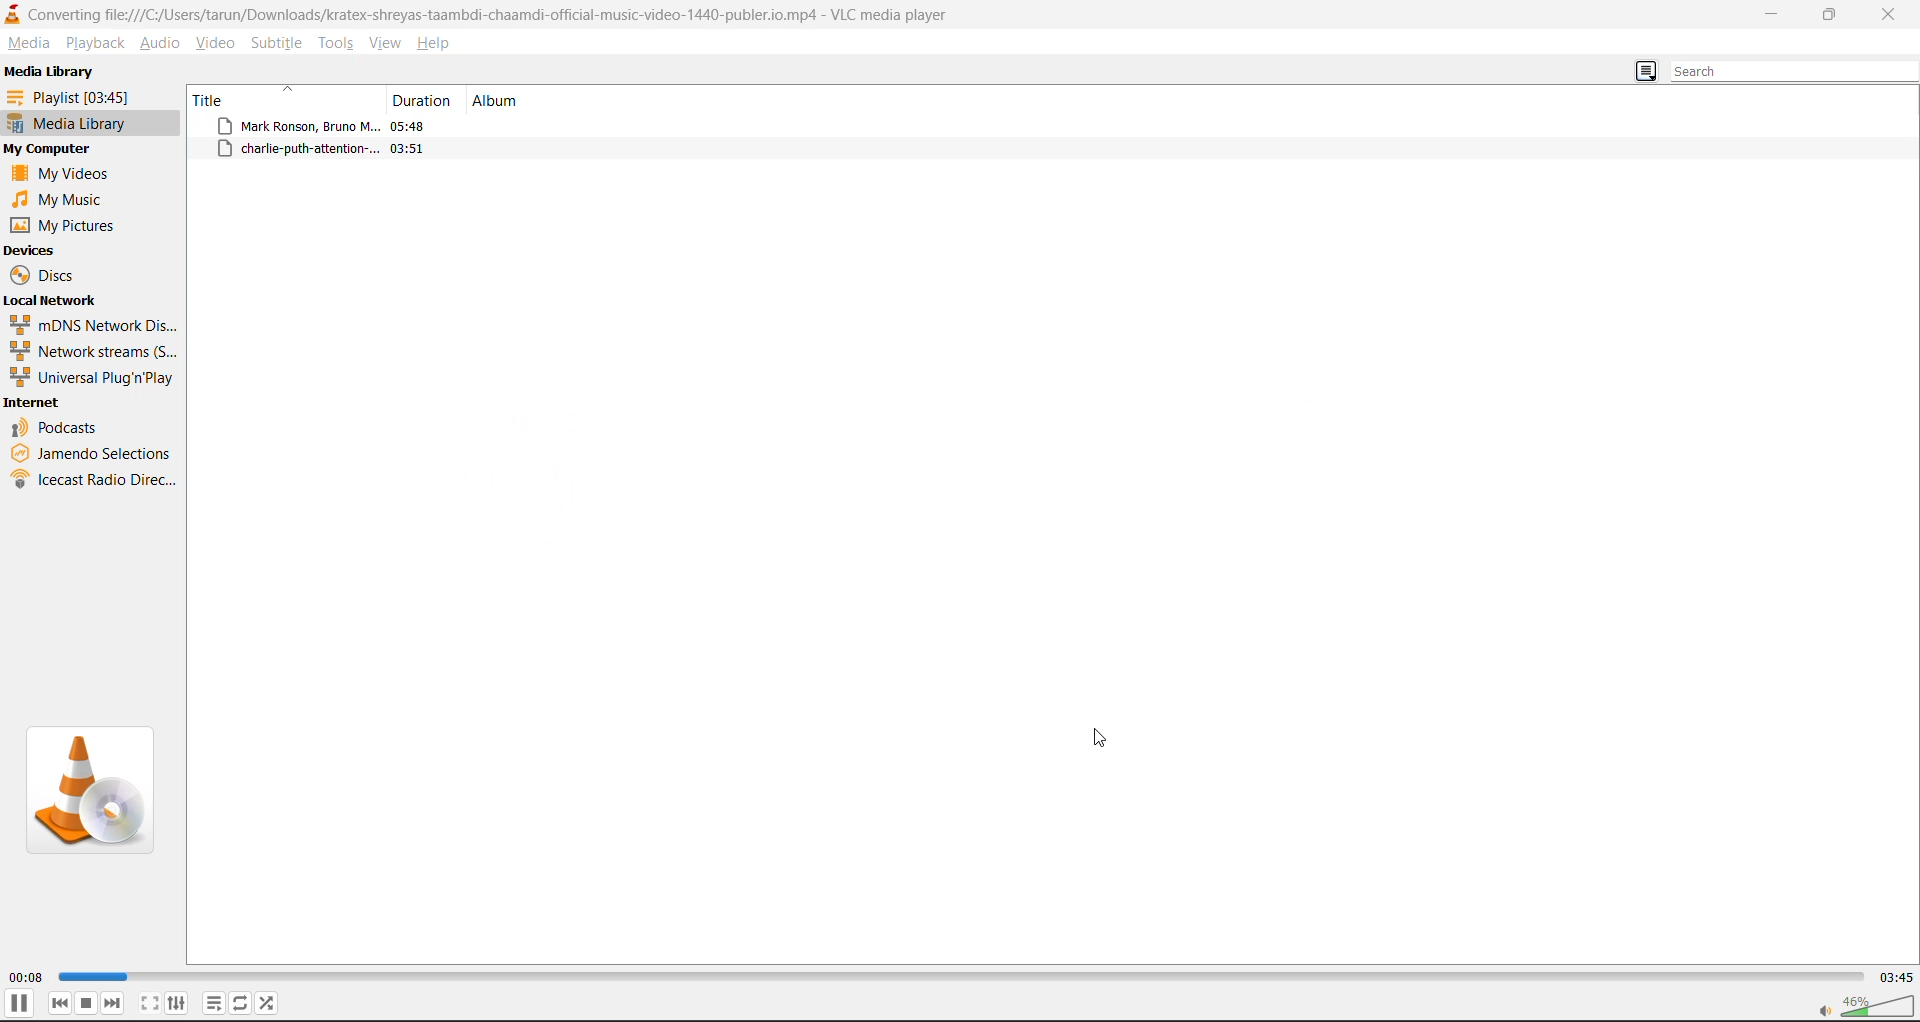 Converting file:///C:/Users/tarun/Downloads/kratex-shreyas-taambdi-chaamdi-official-music-video-1440-publer.io.mp4 - VLC media player
Media Playback Audio Video Subtitle Tools View Help
Media Library
Search
Playlist [03:45]
Media Library
My Computer
My Videos
My Music
My Pictures
Devices
Discs
Local Network
mDNS Network Dis...
Network streams (S...
Universal Plug'n'Play
Internet
Podcasts
Jamendo Selections
Icecast Radio Direc...
Title Duration Album
Mark Ronson, Bruno M... 05:48
charlie-puth-attention-... 03:51
00:08
03:45
46%